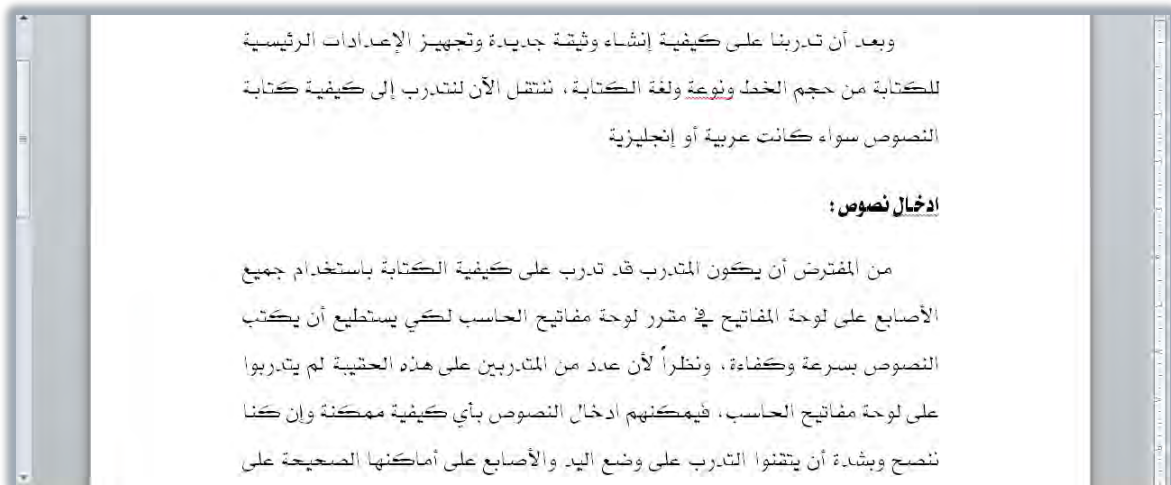 وبعد أن تدربنا على كيفية إنشاء وثيقة جديدة وتجهيز الإعدادات الرئيسية
للكتابة من حجم الخط ونوعة ولغة الكتابة، ننتقل الآن لنتدرب إلى كيفية كتابة
النصوص سواء كانت عربية أو إنجليزية
ادخال نصوص :
من المفترض أن يكون المتدرب قد تدرب على كيفية الكتابة باستخدام جميع
الأصابع على لوحة المفاتيح في مقرر لوحة مفاتيح الحاسب لكي يستطيع أن يكتب
النصوص بسرعة وكفاءة، ونظراً لأن عدد من المتدربين على هذه الحقيبة لم يتدربوا
على لوحة مفاتيح الحاسب، فيمكنهم ادخال النصوص بأي كيفية ممكنة وإن كنا
ننصح وبشدة أن يتقنوا التدرب على وضع اليد والأصابع على أماكنها الصحيحة على